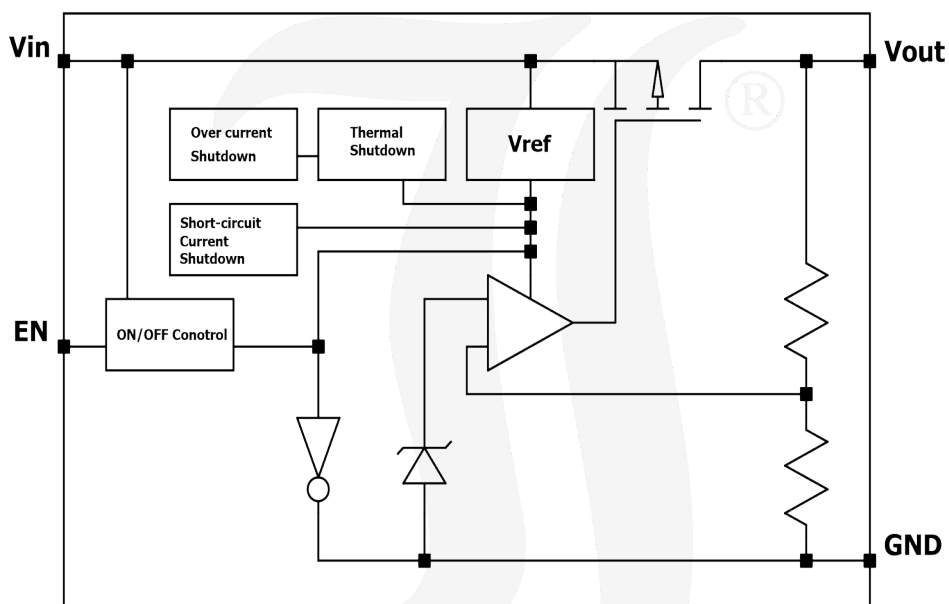 Vin
Vout
®
Over current
Shutdown
Thermal
Shutdown
Vref
Short-circuit
Current
Shutdown
EN
ON/OFF Conotrol
GND